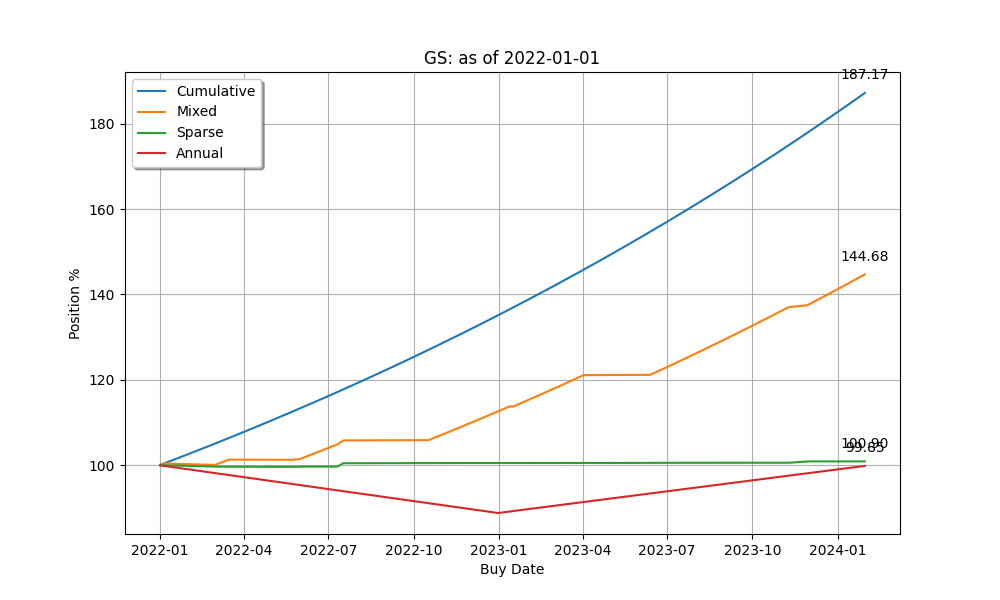 GS: as of 2022-01-01
187.17
Cumulative
Mixed
Sparse
Annual
180
160
144.68
140
120
100.90
99.85
100
Position %
2022-01 2022-04 2022-07 2022-10 2023-01 2023-04 2023-07 2023-10 2024-01
Buy Date